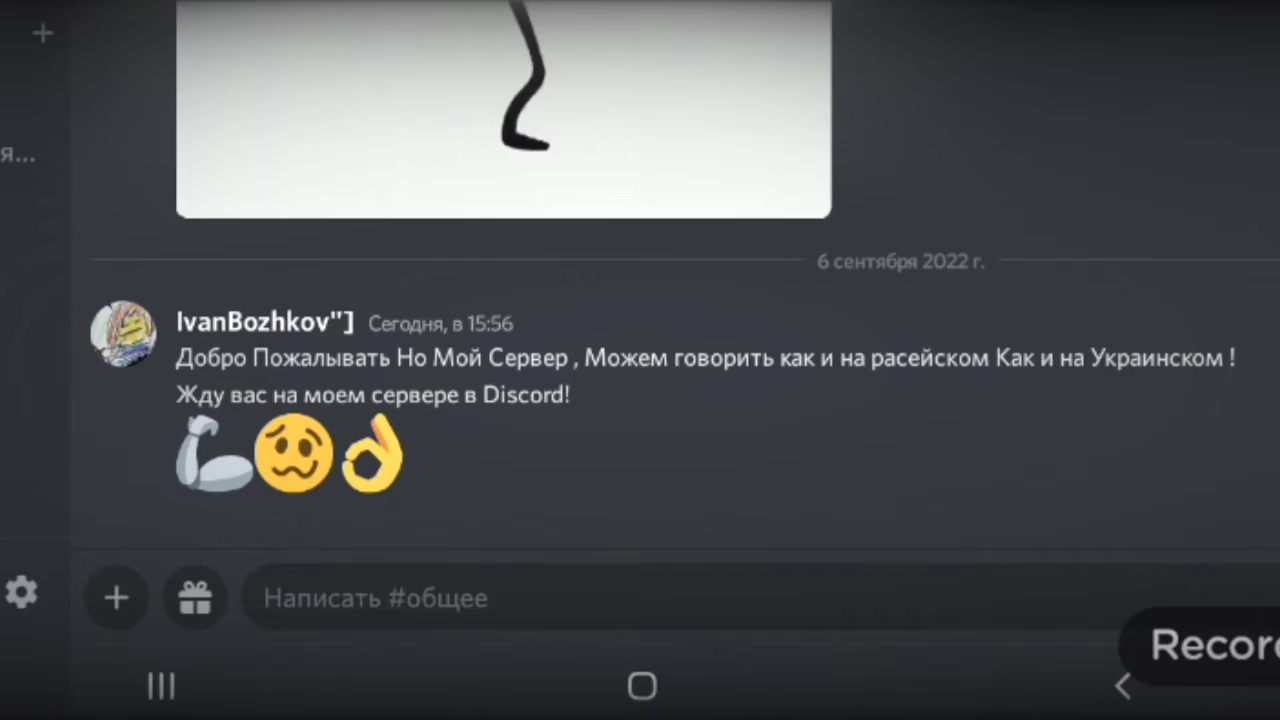 я...
6 сентября 2022 г.
IvanBozhkov"] Сегодня, в 15:56
Добро Пожалывать Но Мой Сервер , Можем говорить как и на расейском Как и на Украинском !
Жду вас на моем сервере в Discord!
Написать #общее
Recor